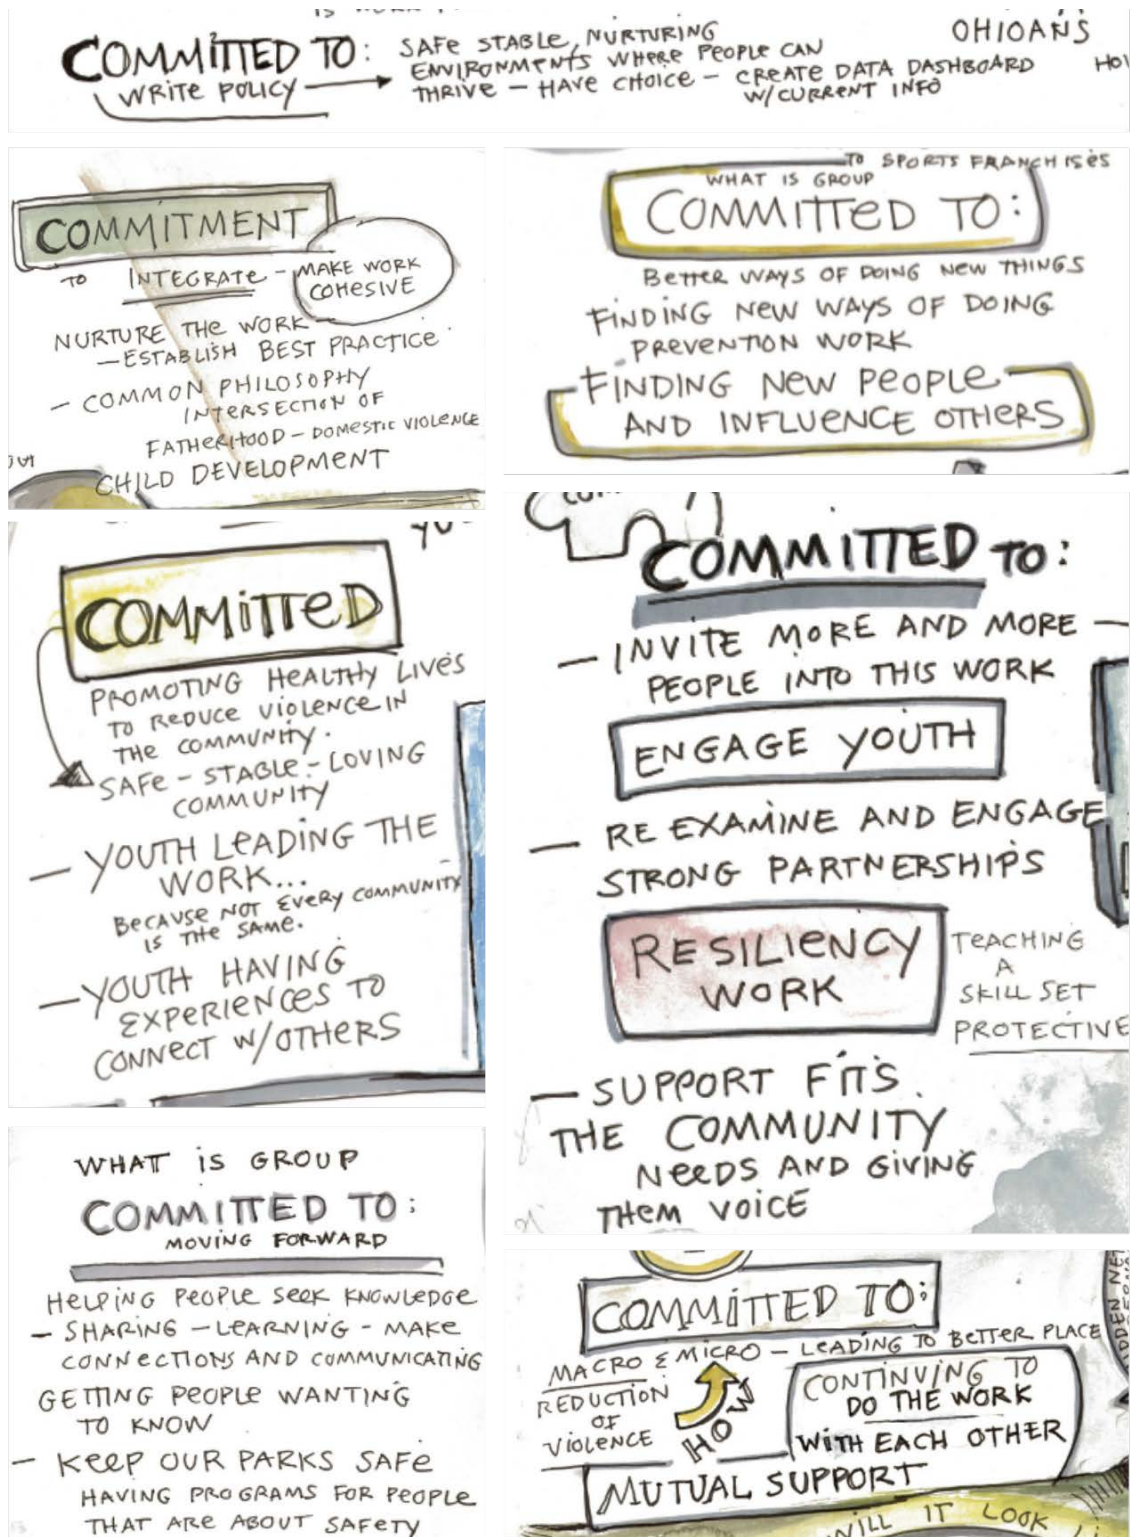 IS WORK
COMMITTED TO: SAFE STABLE, NURTURING
OHIOANS
WRITE POLICY ENVIRONMENTS WHERE PEOPLE CAN
THRIVE - HAVE CHOICE - CREATE DATA DASHBOARD
W/CURRENT INFO
COMMITMENT
TO INTEGRATE - MAKE WORK
COHESIVE
NURTURE THE WORK
- ESTABLISH BEST PRACTICE
- COMMON PHILOSOPHY
INTERSECTION OF
FATHERHOOD - DOMESTIC VIOLENCE
CHILD DEVELOPMENT
TO SPORTS FRANCHISES
WHAT IS GROUP
COMMITTED TO:
BETTER WAYS OF DOING NEW THINGS
FINDING NEW WAYS OF DOING
PREVENTION WORK
FINDING NEW PEOPLE
AND INFLUENCE OTHERS
COMMITTED
PROMOTING HEALTHY LIVES
TO REDUCE VIOLENCE IN
THE COMMUNITY.
SAFE - STABLE - LOVING
COMMUNITY
- YOUTH LEADING THE
WORK...
BECAUSE NOT EVERY COMMUNITY
IS THE SAME.
- YOUTH HAVING
EXPERIENCES TO
CONNECT W/OTHERS
COMMITTED TO:
- INVITE MORE AND MORE -
PEOPLE INTO THIS WORK
ENGAGE YOUTH
- RE EXAMINE AND ENGAGE
STRONG PARTNERSHIPS
RESILIENCY
WORK
TEACHING
A
SKILL SET
PROTECTIVE
- SUPPORT FITS
THE COMMUNITY
NEEDS AND GIVING
THEM VOICE
WHAT IS GROUP
COMMITTED TO:
MOVING FORWARD
HELPING PEOPLE SEEK KNOWLEDGE
- SHARING - LEARNING - MAKE
CONNECTIONS AND COMMUNICATING
GETTING PEOPLE WANTING
TO KNOW
- KEEP OUR PARKS SAFE
HAVING PROGRAMS FOR PEOPLE
THAT ARE ABOUT SAFETY
COMMITTED TO:
MACRO & MICRO - LEADING TO BETTER PLACE
REDUCTION
OF
VIOLENCE
HOW
CONTINUING TO
DO THE WORK
WITH EACH OTHER
MUTUAL SUPPORT
WILL IT LOOK